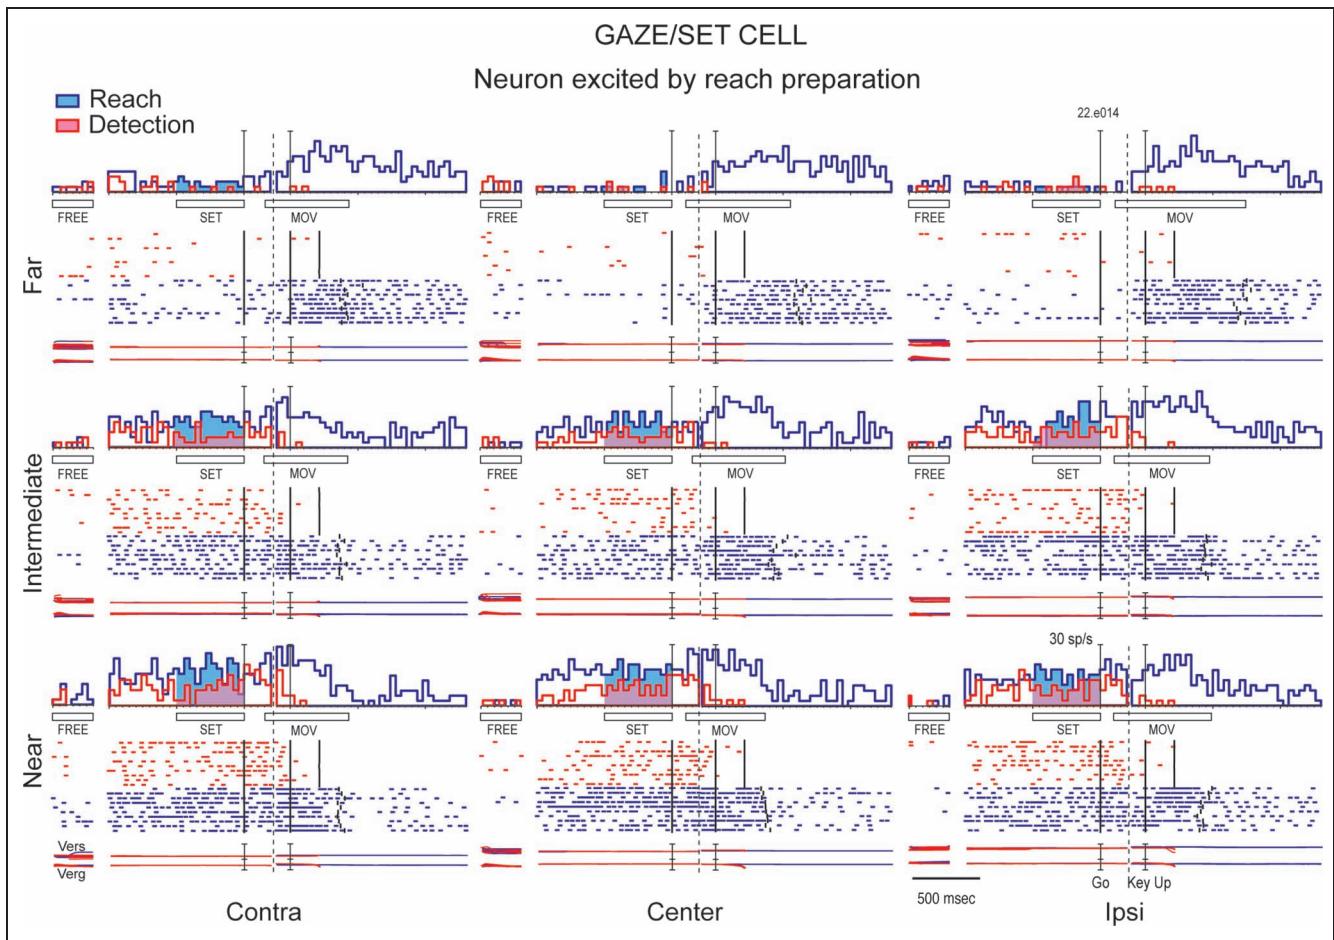 GAZE/SET CELL
Neuron excited by reach preparation
Reach
Detection
22.e014
FREE SET MOV FREE SET MOV FREE SET MOV
Far
FREE SET MOV FREE SET MOV FREE SET MOV
Intermediate
30 sp/s
FREE SET MOV FREE SET MOV FREE SET MOV
Near
Vers
Verg
Go Key Up
500 msec
Contra Center Ipsi